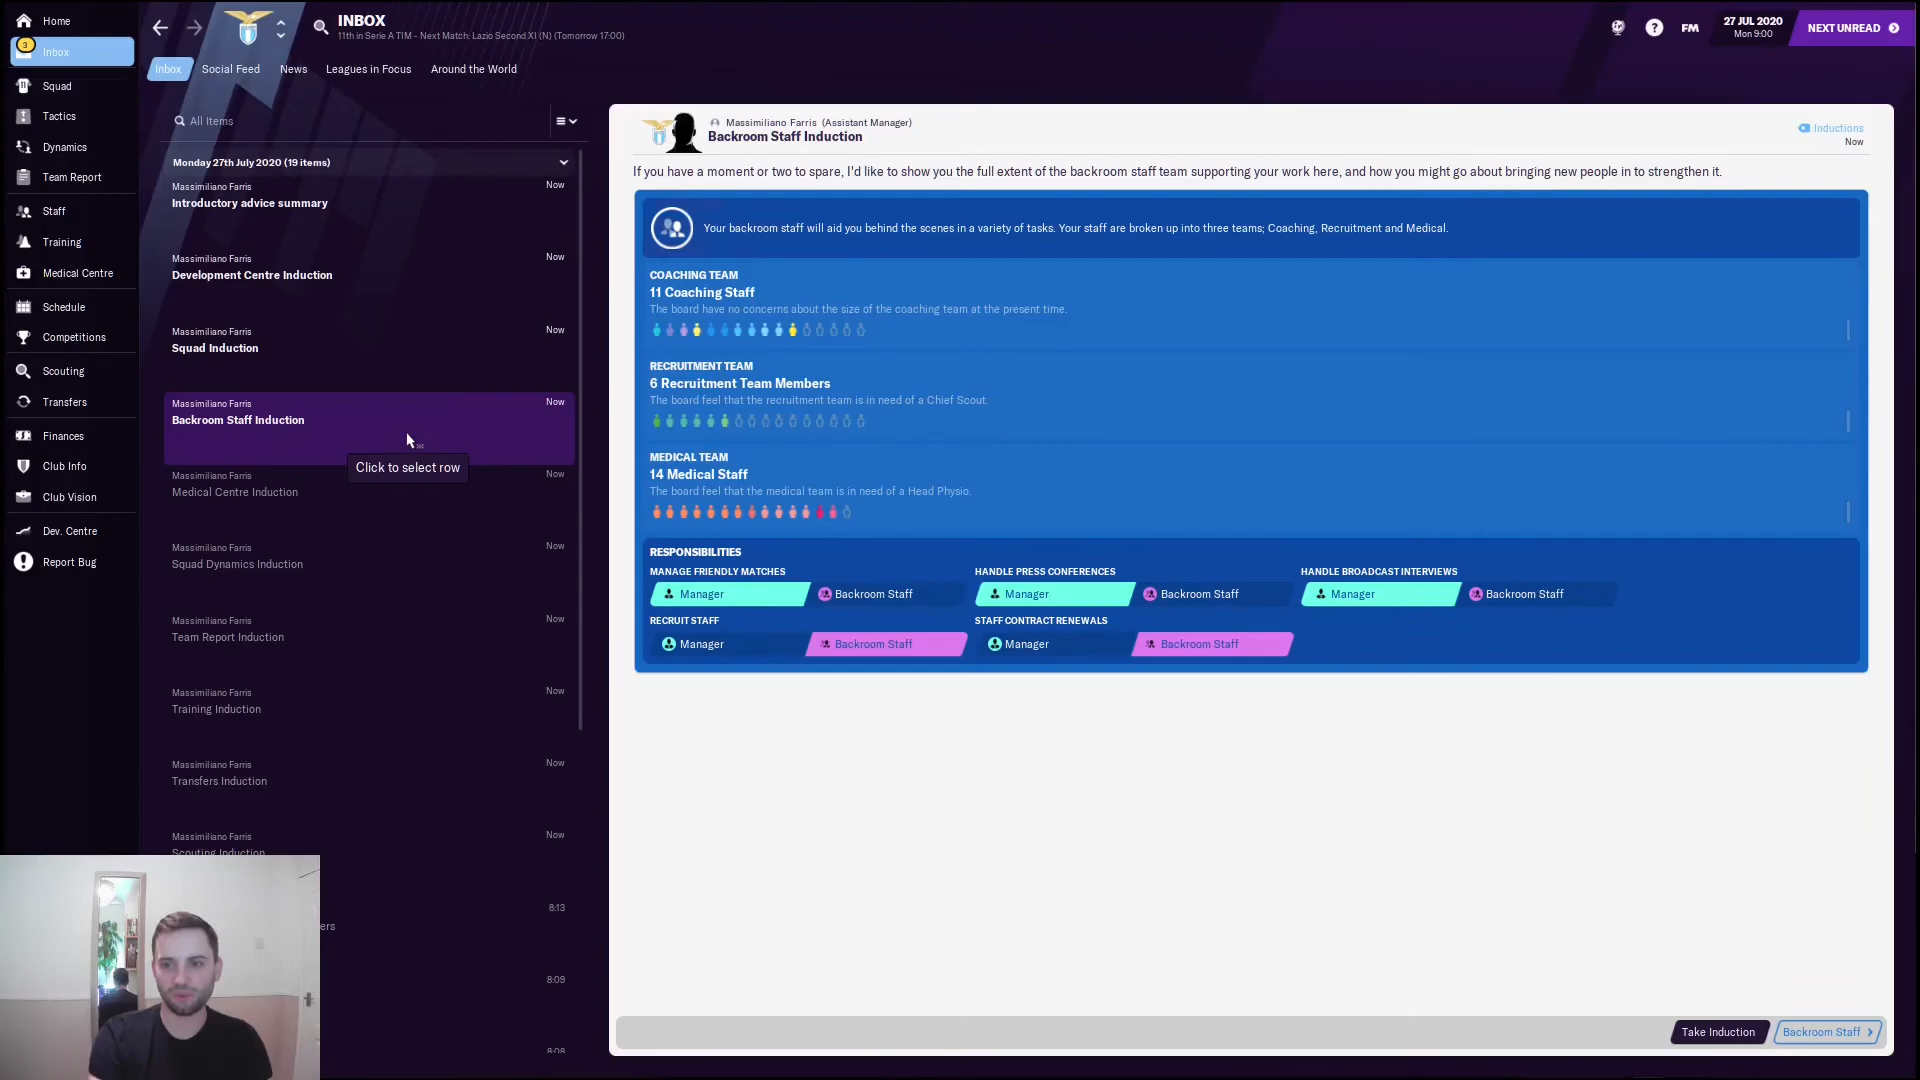 Home
3
Inbox
Squad
Tactics
Dynamics
Team Report
Staff
Training
Medical Centre
Schedule
Competitions
Scouting
Transfers
Finances
Club Info
Club Vision
Dev. Centre
Report Bug
INBOX
11th in Serie A TIM - Next Match: Lazio Second XI (N) (Tomorrow 17:00)
FM
27 JUL 2020
Mon 9:00
NEXT UNREAD
Inbox
Social Feed
News
Leagues in Focus
Around the World
All Items
Monday 27th July 2020 (19 items)
Massimiliano Farris
Now
Introductory advice summary
Massimiliano Farris
Now
Development Centre Induction
Massimiliano Farris
Now
Squad Induction
Massimiliano Farris
Now
Backroom Staff Induction
Click to select row
Massimiliano Farris
Now
Medical Centre Induction
Massimiliano Farris
Now
Squad Dynamics Induction
Massimiliano Farris
Now
Team Report Induction
Massimiliano Farris
Now
Training Induction
Massimiliano Farris
Now
Transfers Induction
Massimiliano Farris
Now
Scouting Induction
8:13
ers
8:09
8:08
Massimiliano Farris (Assistant Manager)
Backroom Staff Induction
Inductions
Now
If you have a moment or two to spare, I'd like to show you the full extent of the backroom staff team supporting your work here, and how you might go about bringing new people in to strengthen it.
Your backroom staff will aid you behind the scenes in a variety of tasks. Your staff are broken up into three teams; Coaching, Recruitment and Medical.
COACHING TEAM
11 Coaching Staff
The board have no concerns about the size of the coaching team at the present time.
RECRUITMENT TEAM
6 Recruitment Team Members
The board feel that the recruitment team is in need of a Chief Scout.
MEDICAL TEAM
14 Medical Staff
The board feel that the medical team is in need of a Head Physio.
RESPONSIBILITIES
MANAGE FRIENDLY MATCHES
HANDLE PRESS CONFERENCES
HANDLE BROADCAST INTERVIEWS
Manager
Backroom Staff
Manager
Backroom Staff
Manager
Backroom Staff
RECRUIT STAFF
STAFF CONTRACT RENEWALS
Manager
Backroom Staff
Manager
Backroom Staff
Take Induction
Backroom Staff